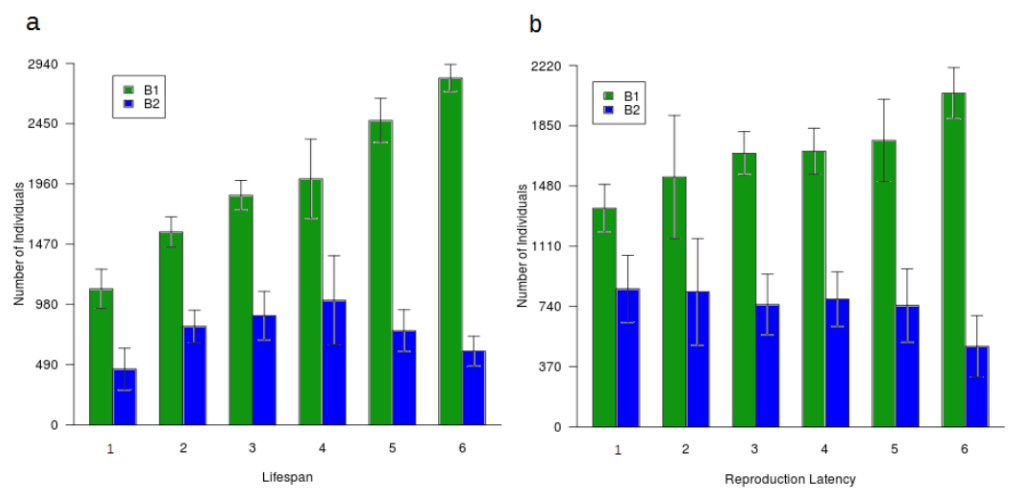 a
2940
2450
1960
1470
980
490
0
Number of Individuals
B1
B2
1 2 3 4 5 6
Lifespan
b
2220
1850
1480
1110
740
370
0
Number of Individuals
B1
B2
1 2 3 4 5 6
Reproduction Latency